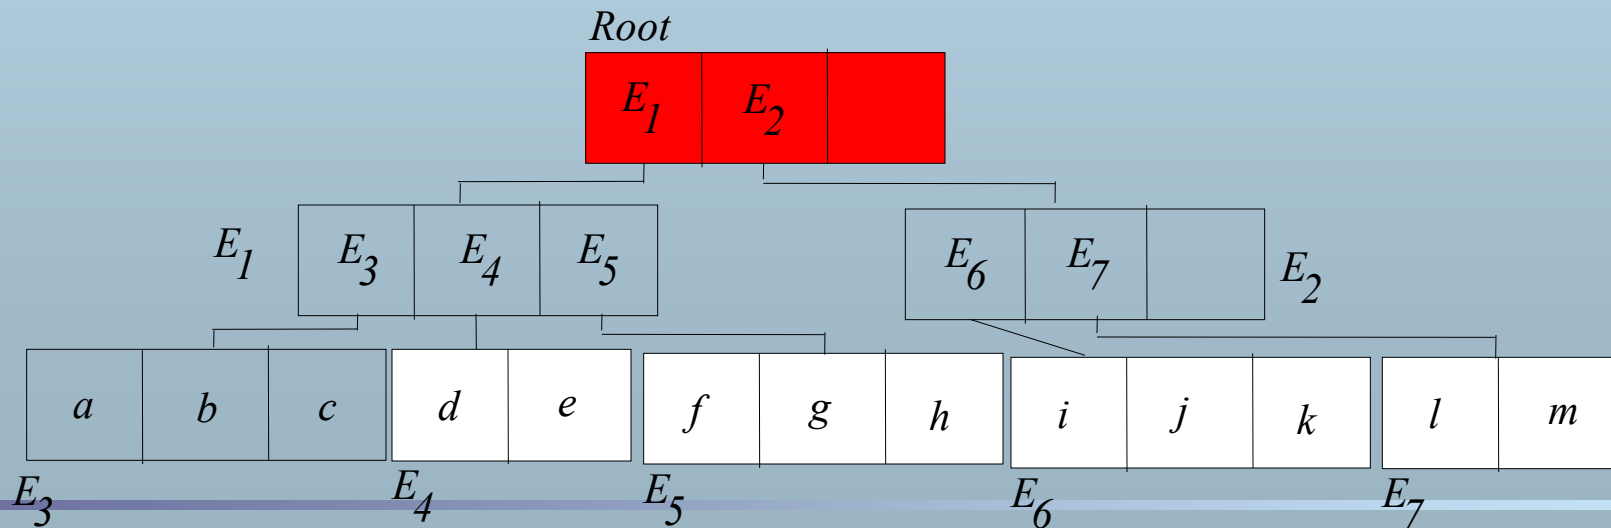 Root
E₁ E₂
E₁ E₃ E₄ E₅ E₆ E₇ E₂
a b c d e f g h i j k l m
E₃ E₄ E₅ E₆ E₇